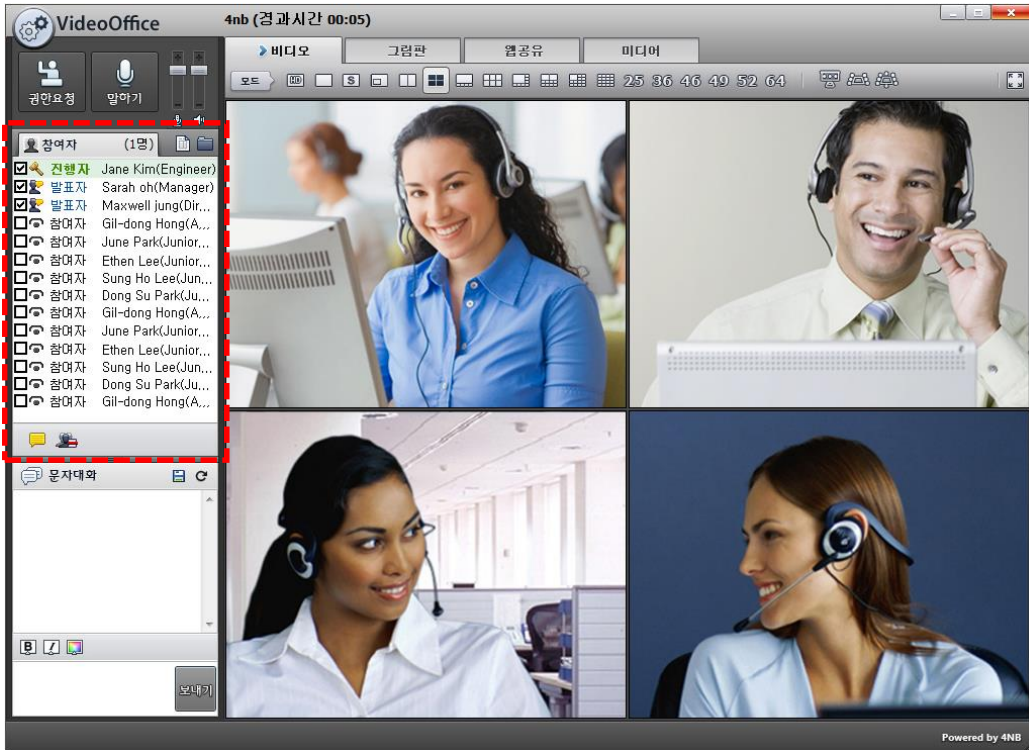 VideoOffice
4nb (경과시간 00:05)
비디오
그림판
웹공유
미디어
권한요청
말하기
모드
HD
S
25 36 46 49 52 64
참여자 (1명)
진행자 Jane Kim(Engineer)
발표자 Sarah oh(Manager)
발표자 Maxwell jung(Dir...
참여자 Gil-dong Hong(A...
참여자 June Park(Junior...
참여자 Ethen Lee(Junior...
참여자 Sung Ho Lee(Jun...
참여자 Dong Su Park(Ju...
참여자 Gil-dong Hong(A...
참여자 June Park(Junior...
참여자 Ethen Lee(Junior...
참여자 Sung Ho Lee(Jun...
참여자 Dong Su Park(Ju...
참여자 Gil-dong Hong(A...
문자대화
B I
보내기
Powered by 4NB